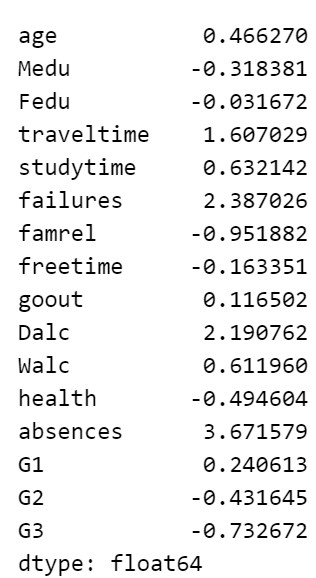 age 0.466270
Medu -0.318381
Fedu -0.031672
traveltime 1.607029
studytime 0.632142
failures 2.387026
famrel -0.951882
freetime -0.163351
goout 0.116502
Dalc 2.190762
Walc 0.611960
health -0.494604
absences 3.671579
G1 0.240613
G2 -0.431645
G3 -0.732672
dtype: float64